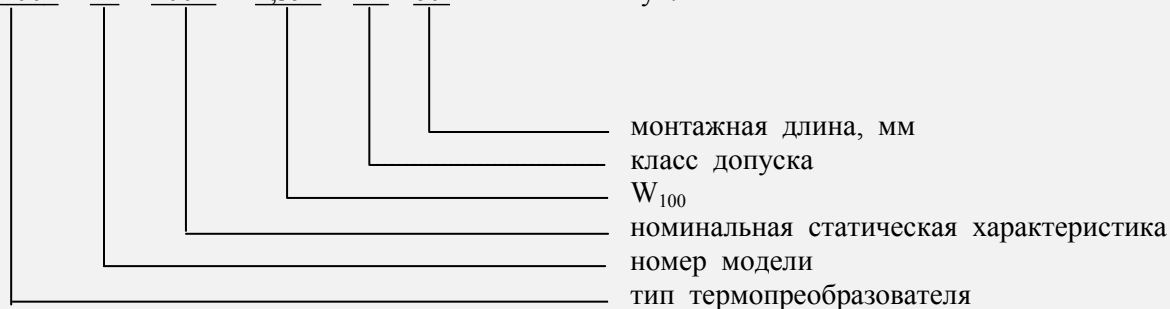 монтажная длина, мм
класс допуска
W₁₀₀
номинальная статическая характеристика
номер модели
тип термопреобразователя